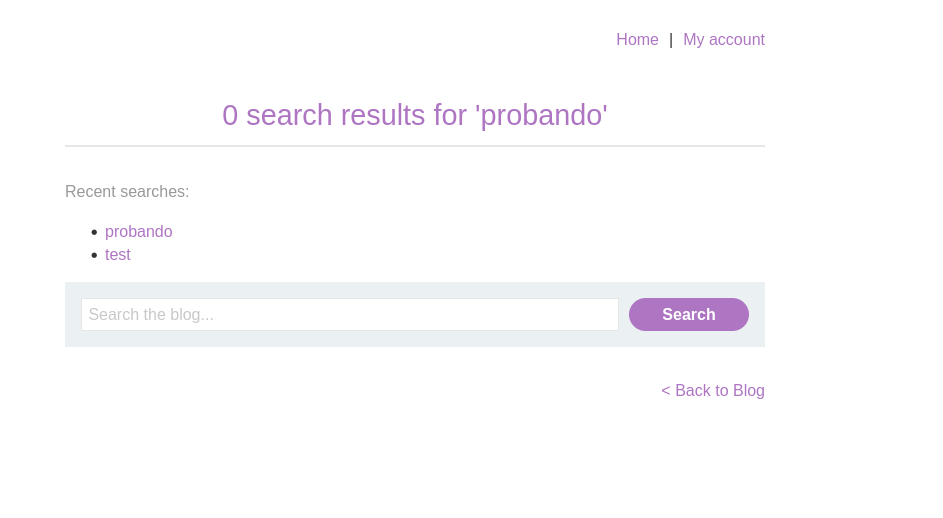 Home | My account
0 search results for 'probando'
Recent searches:
• probando
• test
Search the blog...
Search
< Back to Blog